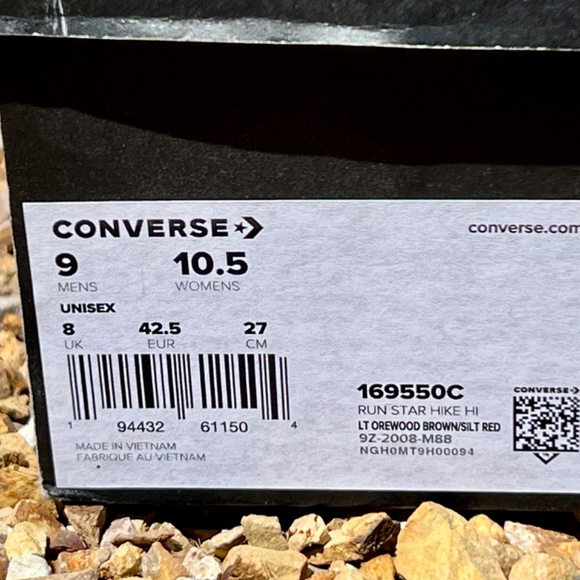 CONVERSE
converse.com
9 10.5
MENS WOMENS
UNISEX
8 42.5 27
UK EUR CM
1 94432 61150 4
MADE IN VIETNAM
FABRIQUE AU VIETNAM
169550C
RUN STAR HIKE HI
LT OREWOOD BROWN/SILT RED
9Z-2008-M88
NGH0MT9H00094
CONVERSE